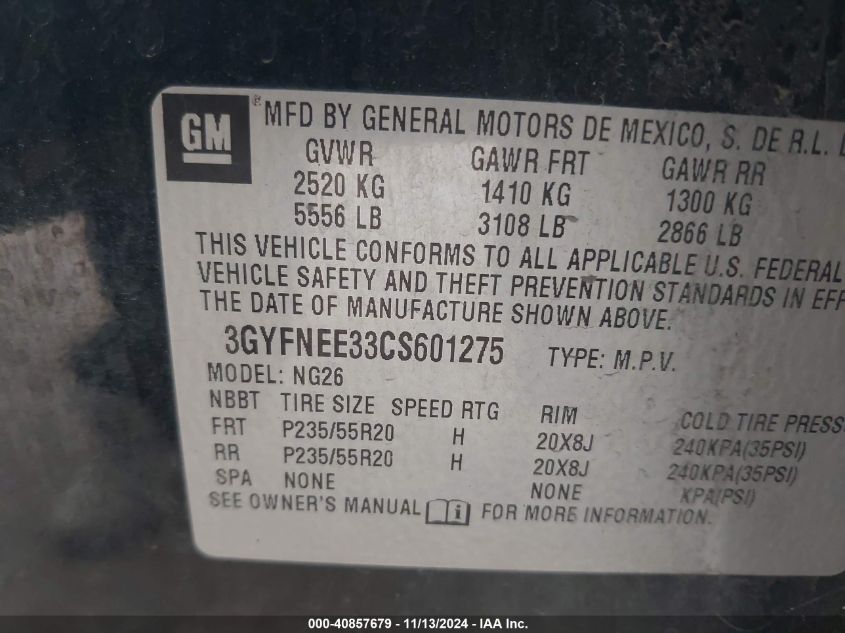 GM
® MFD BY GENERAL MOTORS DE MEXICO, S. DE R.L.
GVWR GAWR FRT GAWR RR
2520 KG 1410 KG 1300 KG
5556 LB 3108 LB 2866 LB
THIS VEHICLE CONFORMS TO ALL APPLICABLE U.S. FEDERAL
VEHICLE SAFETY AND THEFT PREVENTION STANDARDS IN EFF
THE DATE OF MANUFACTURE SHOWN ABOVE.
3GYFNEE33CS601275 TYPE: M.P.V.
MODEL: NG26
NBBT TIRE SIZE SPEED RTG RIM COLD TIRE PRESS
FRT P235/55R20 H 20X8J 240KPA(35PSI)
RR P235/55R20 H 20X8J 240KPA(35PSI)
SPA NONE NONE KPA(PSI)
SEE OWNER'S MANUAL i FOR MORE INFORMATION.
000-40857679 - 11/13/2024 - IAA Inc.